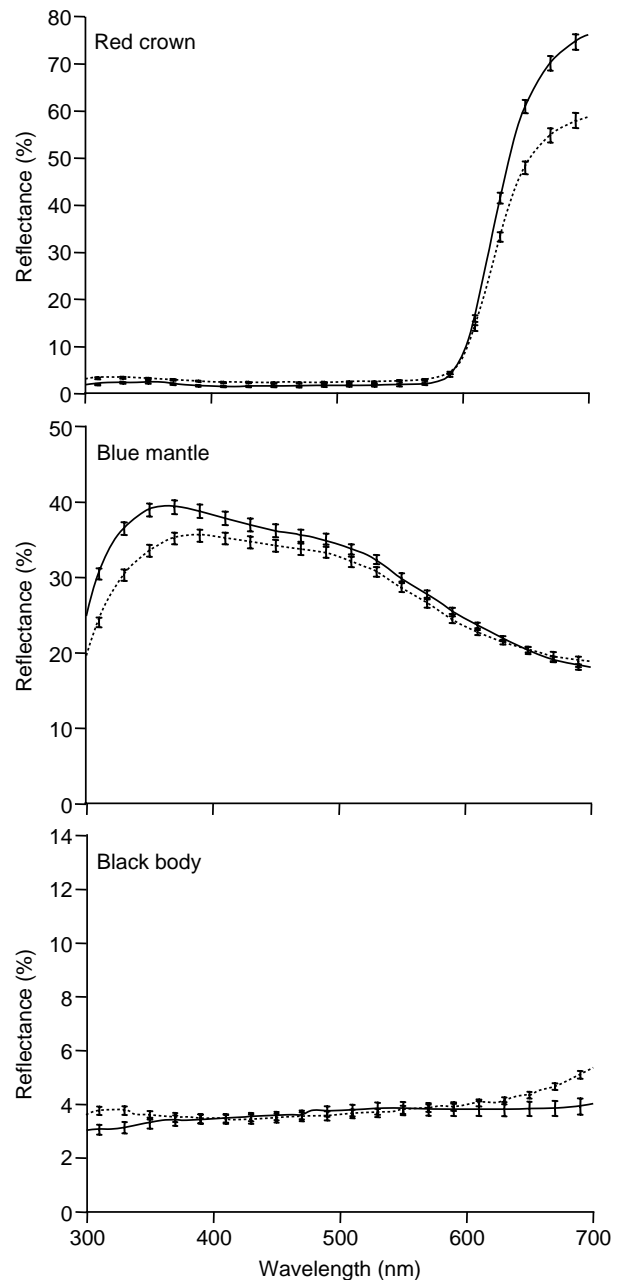 80
Red crown
70
60
50
40
30
20
10
0
Reflectance (%)
50
Blue mantle
40
30
20
10
0
Reflectance (%)
14
Black body
12
10
8
6
4
2
0
Reflectance (%)
300 400 500 600 700
Wavelength (nm)